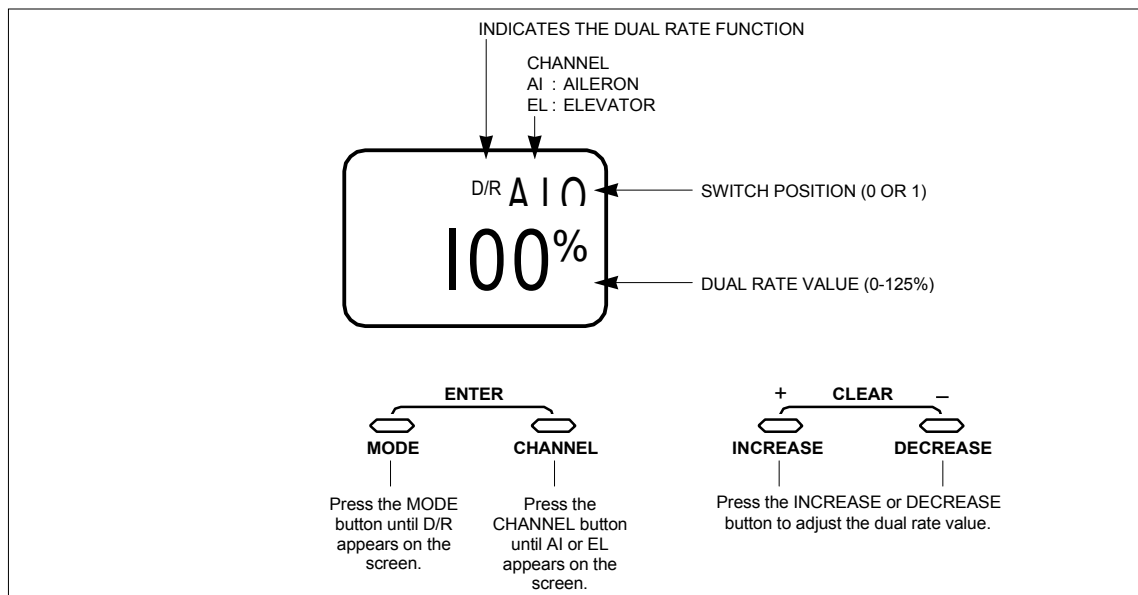 INDICATES THE DUAL RATE FUNCTION
CHANNEL
AI : AILERON
EL : ELEVATOR
D/R AI0
SWITCH POSITION (0 OR 1)
100%
DUAL RATE VALUE (0-125%)
ENTER
MODE
CHANNEL
+ CLEAR –
INCREASE
DECREASE
Press the MODE
button until D/R
appears on the
screen.
Press the
CHANNEL button
until AI or EL
appears on the
screen.
Press the INCREASE or DECREASE
button to adjust the dual rate value.